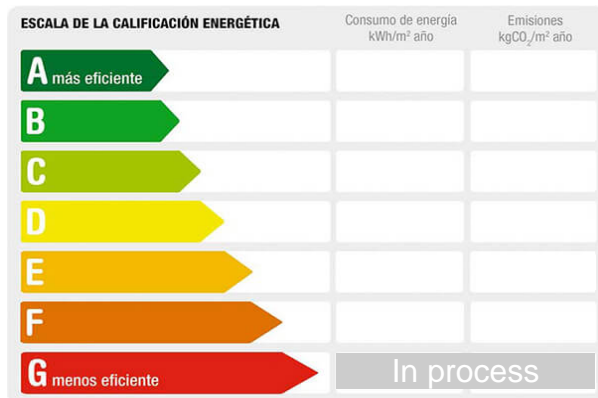 ESCALA DE LA CALIFICACIÓN ENERGÉTICA
Consumo de energía
kWh/m² año
Emisiones
kgCO₂/m² año
A más eficiente
B
C
D
E
F
G menos eficiente
In process